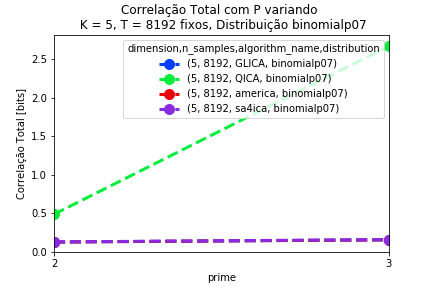 Correlação Total com P variando
K = 5, T = 8192 fixos, Distribuição binomialp07
dimension,n_samples,algorithm_name,distribution
(5, 8192, GLICA, binomialp07)
(5, 8192, QICA, binomialp07)
(5, 8192, america, binomialp07)
(5, 8192, sa4ica, binomialp07)
Correlação Total [bits]
2.5
2.0
1.5
1.0
0.5
0.0
2
3
prime